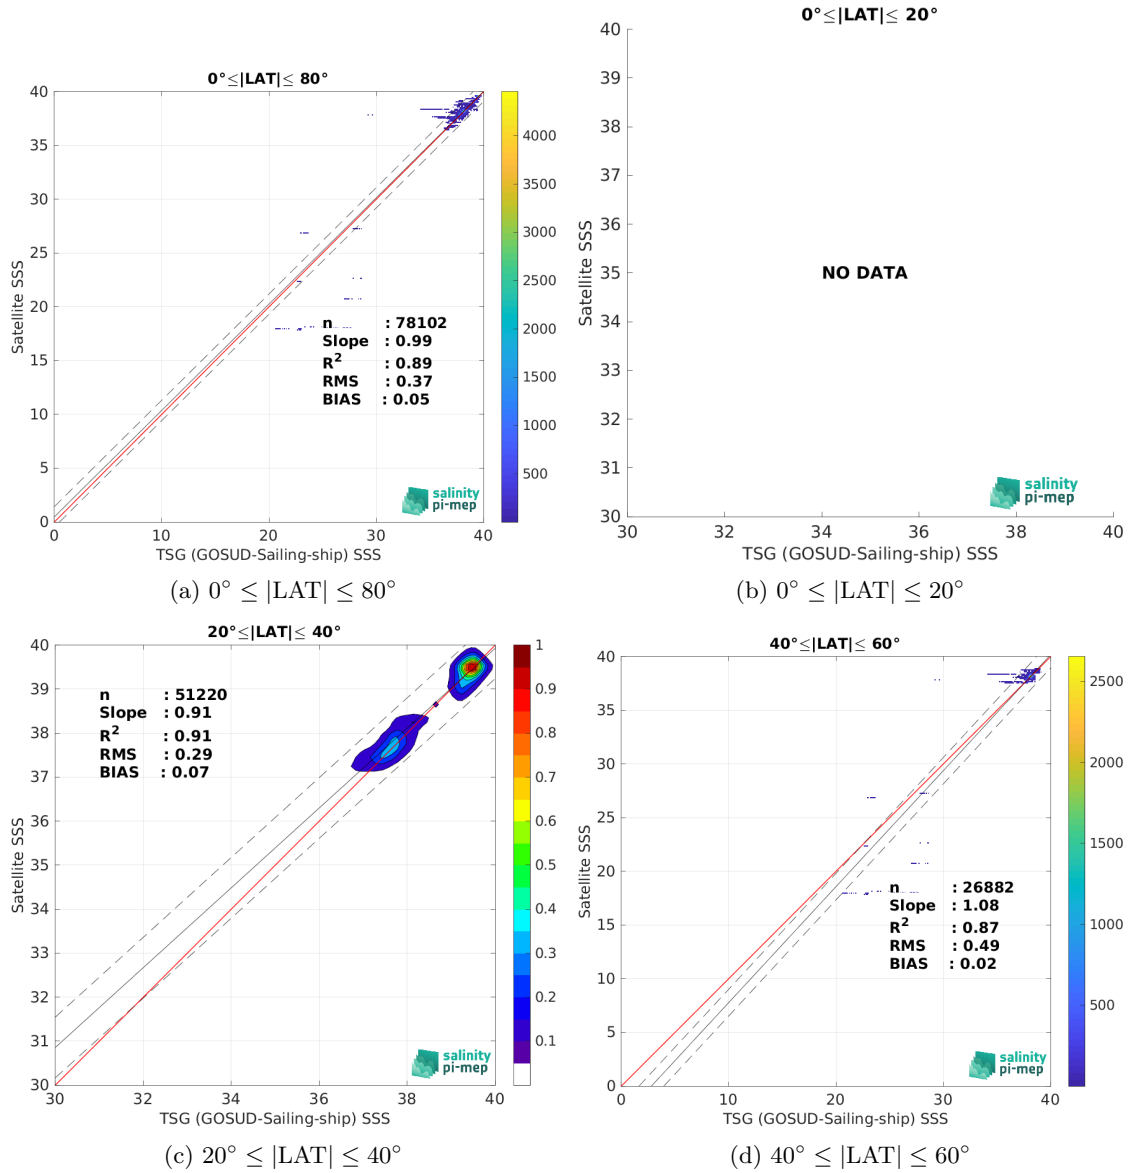 0°≤|LAT|≤ 80°
40
35
30
25
20
15
10
5
0
0
10
20
30
40
Satellite SSS
TSG (GOSUD-Sailing-ship) SSS
n : 78102
Slope : 0.99
R² : 0.89
RMS : 0.37
BIAS : 0.05
salinity
pi-mep
4000
3500
3000
2500
2000
1500
1000
500
(a) 0° ≤ |LAT| ≤ 80°
0°≤|LAT|≤ 20°
40
39
38
37
36
35
34
33
32
31
30
30
32
34
36
38
40
Satellite SSS
TSG (GOSUD-Sailing-ship) SSS
NO DATA
salinity
pi-mep
(b) 0° ≤ |LAT| ≤ 20°
20°≤|LAT|≤ 40°
40
39
38
37
36
35
34
33
32
31
30
30
32
34
36
38
40
Satellite SSS
TSG (GOSUD-Sailing-ship) SSS
n : 51220
Slope : 0.91
R² : 0.91
RMS : 0.29
BIAS : 0.07
salinity
pi-mep
1
0.9
0.8
0.7
0.6
0.5
0.4
0.3
0.2
0.1
(c) 20° ≤ |LAT| ≤ 40°
40°≤|LAT|≤ 60°
40
35
30
25
20
15
10
5
0
0
10
20
30
40
Satellite SSS
TSG (GOSUD-Sailing-ship) SSS
n : 26882
Slope : 1.08
R² : 0.87
RMS : 0.49
BIAS : 0.02
salinity
pi-mep
2500
2000
1500
1000
500
(d) 40° ≤ |LAT| ≤ 60°